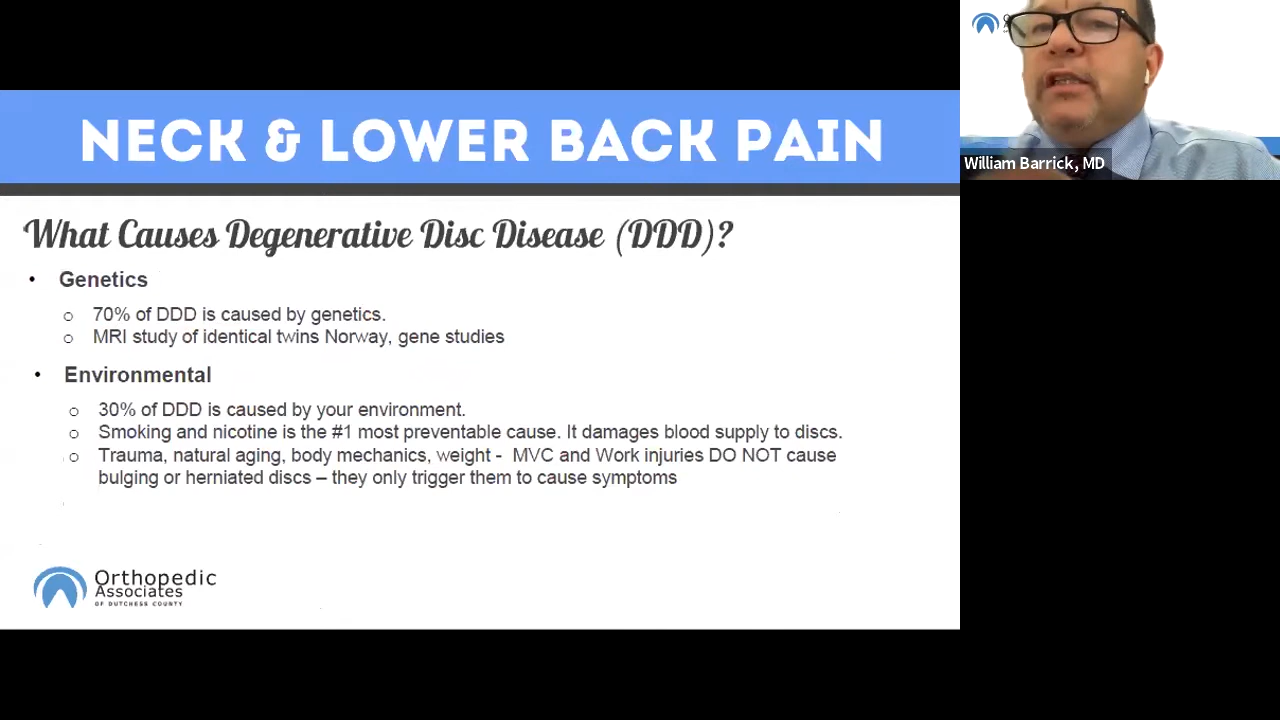 NECK & LOWER BACK PAIN
What Causes Degenerative Disc Disease (DDD)?
• Genetics
o 70% of DDD is caused by genetics.
o MRI study of identical twins Norway, gene studies
• Environmental
o 30% of DDD is caused by your environment.
o Smoking and nicotine is the #1 most preventable cause. It damages blood supply to discs.
o Trauma, natural aging, body mechanics, weight - MVC and Work injuries DO NOT cause
bulging or herniated discs – they only trigger them to cause symptoms
Orthopedic
Associates
OF DUTCHESS COUNTY
William Barrick, MD